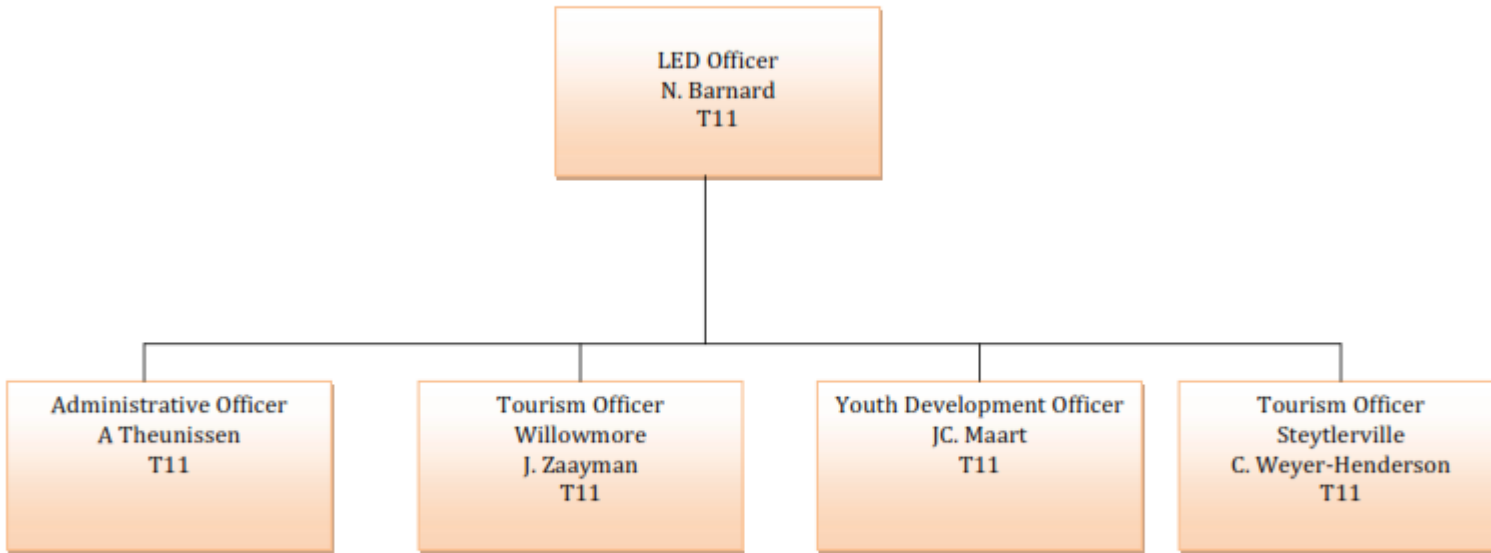 LED Officer
N. Barnard
T11
Administrative Officer
A Theunissen
T11
Tourism Officer
Willowmore
J. Zaayman
T11
Youth Development Officer
JC. Maart
T11
Tourism Officer
Steytlerville
C. Weyer-Henderson
T11